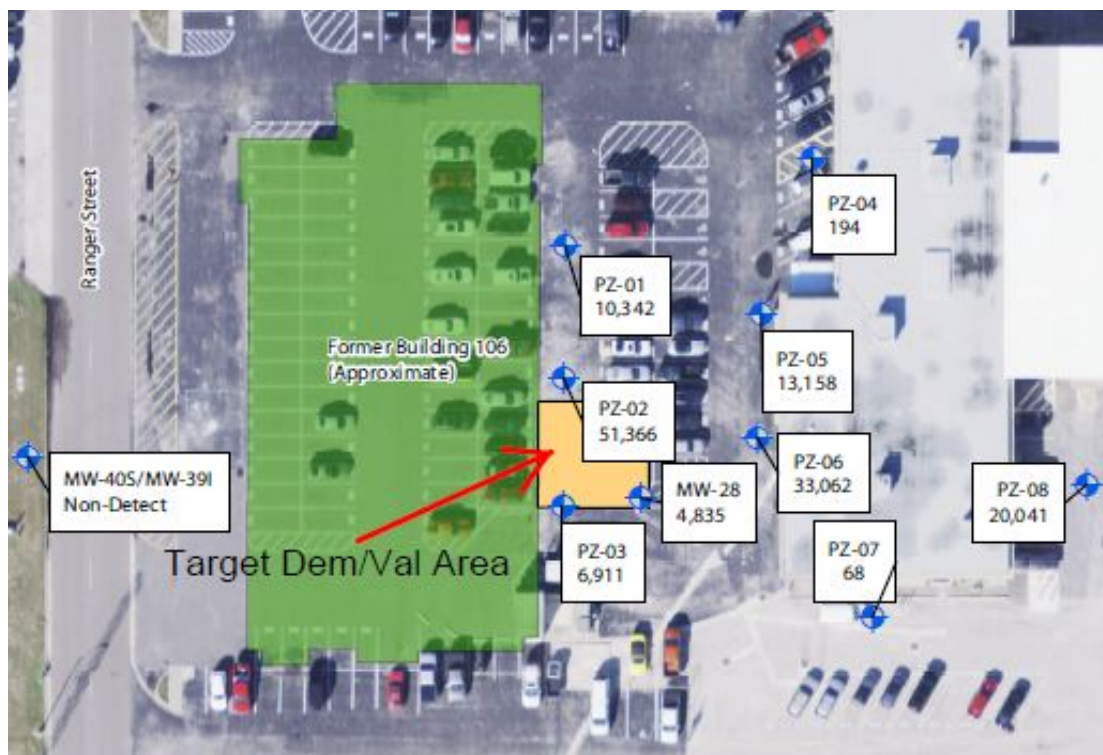 Ranger Street
PZ-04
194
PZ-01
10,342
Former Building 106
(Approximate)
PZ-05
13,158
PZ-02
51,366
MW-40S/MW-39I
Non-Detect
PZ-06
33,062
MW-28
4,835
PZ-08
20,041
PZ-03
6,911
PZ-07
68
Target Dem/Val Area